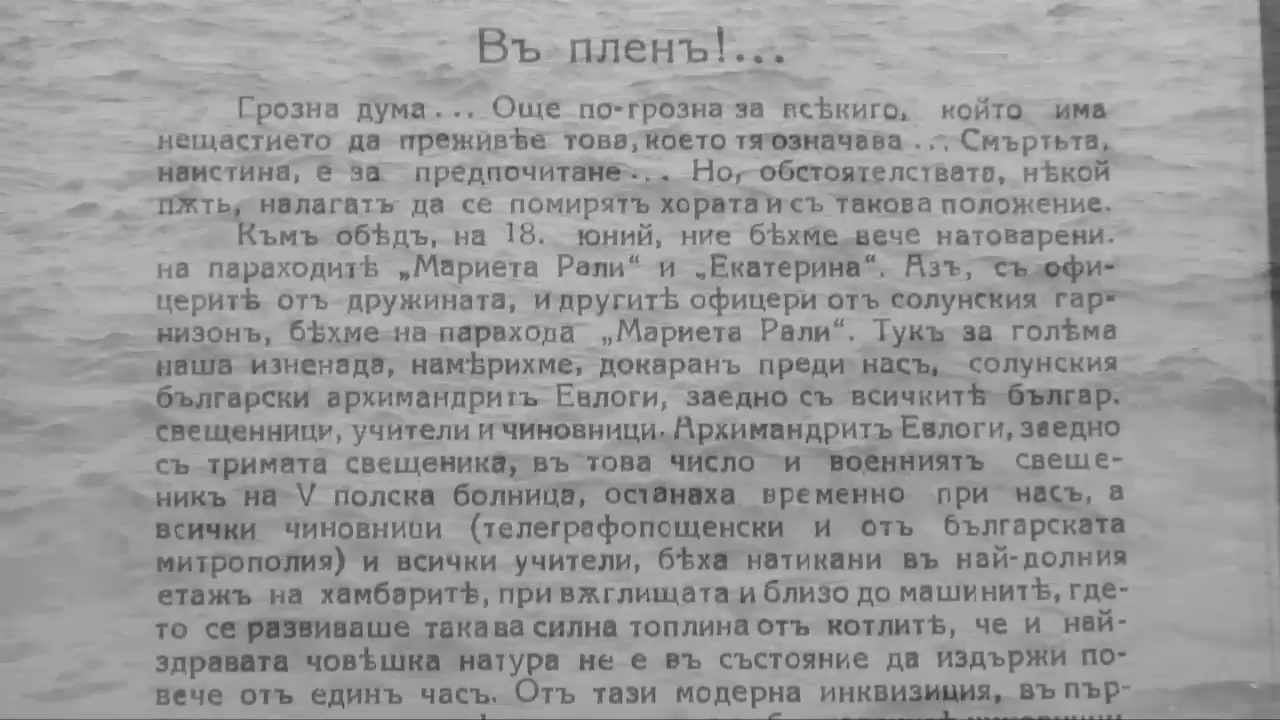 Въ пленъ!...
Грозна дума... Още по-грозна за всѣкиго, който има
нещастието да преживѣе това, което тя означава... Смъртьта,
наистина, е за предпочитане... Но, обстоятелствата, нѣкой
пѫть, налагатъ да се помирятъ хората и съ такова положение.
Къмъ обѣдъ, на 18. юний, ние бѣхме вече натоварени.
на параходитѣ „Мариета Рали“ и „Екатерина“. Азъ, съ офи-
церитѣ отъ дружината, и другитѣ офицери отъ солунския гар-
низонъ, бѣхме на парахода „Мариета Рали“. Тукъ за голѣма
наша изненада, намѣрихме, докаранъ преди насъ, солунския
български архимандритъ Евлоги, заедно съ всичкитѣ българ.
свещенници, учители и чиновници. Архимандритъ Евлоги, заедно
съ тримата свещеника, въ това число и военниятъ свеще-
никъ на V полска болница, останаха временно при насъ, а
всички чиновници (телеграфопощенски и отъ българската
митрополия) и всички учители, бѣха натикани въ най-долния
етажъ на хамбаритѣ, при вѫглищата и близо до машинитѣ, где-
то се развиваше такава силна топлина отъ котлитѣ, че и най-
здравата човѣшка натура не е въ състояние да издържи по-
вече отъ единъ часъ. Отъ тази модерна инквизиция, въ пър-